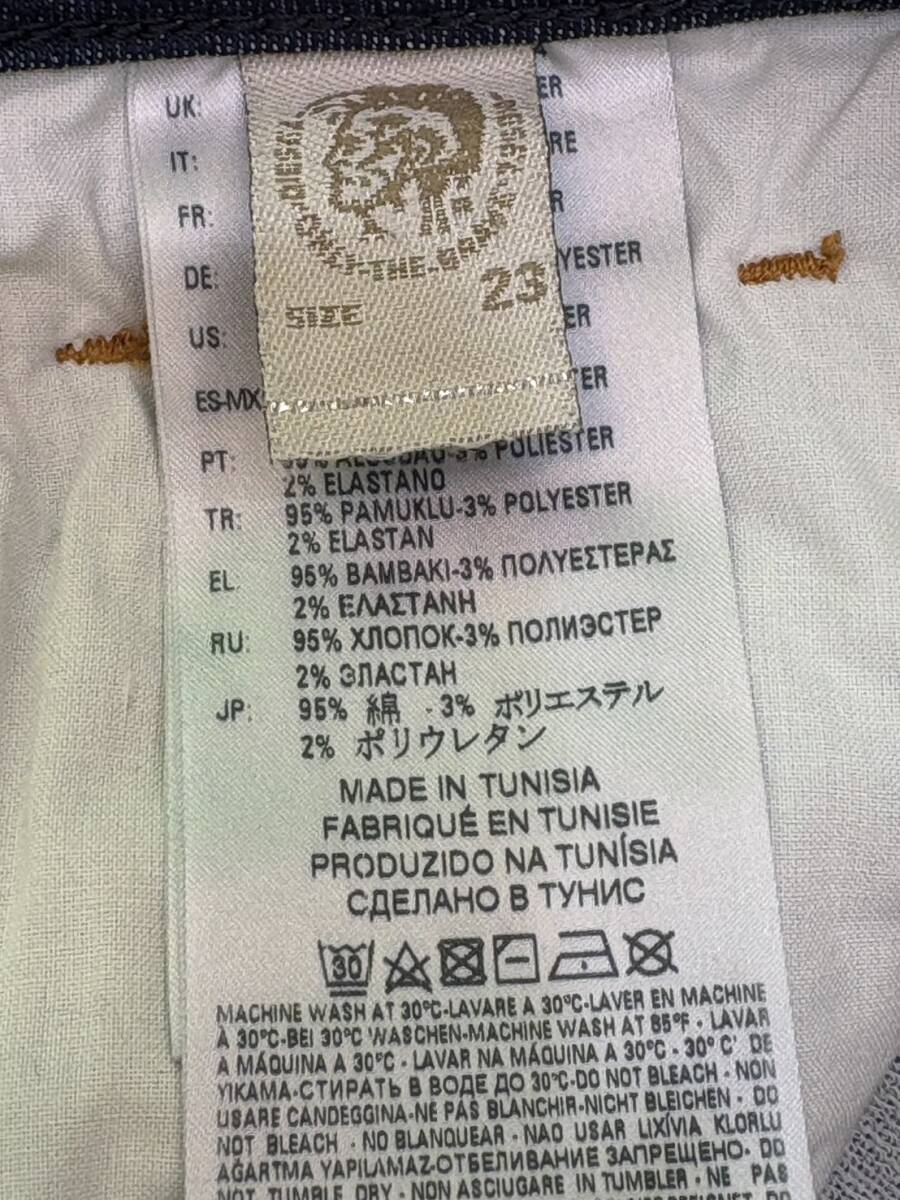 UK:
ER
IT:
RE
FR:
R
DE:
YESTER
US:
ER
ES-MX
TER
SIZE 23
PT: POLIESTER
2% ELASTANO
TR: 95% PAMUKLU-3% POLYESTER
2% ELASTAN
EL: 95% BAMBAKI-3% ΠΟΛΥΕΣΤΕΡΑΣ
2% ΕΛΑΣΤΑΝΗ
RU: 95% ХЛОПОК-3% ПОЛИЭСТЕР
2% ЭЛАСТАН
JP: 95% 綿 - 3% ポリエステル
2% ポリウレタン
MADE IN TUNISIA
FABRIQUÉ EN TUNISIE
PRODUZIDO NA TUNÍSIA
СДЕЛАНО В ТУНИС
30
MACHINE WASH AT 30°C-LAVARE A 30°C-LAVER EN MACHINE
À 30°C-BEI 30°C WASCHEN-MACHINE WASH AT 85°F - LAVAR
A MÁQUINA A 30°C - LAVAR NA MÁQUINA A 30°C - 30° C' DE
YIKAMA-СТИРАТЬ В ВОДЕ ДО 30°C-DO NOT BLEACH - NON
USARE CANDEGGINA-NE PAS BLANCHIR-NICHT BLEICHEN - DO
NOT BLEACH - NO BLANQUEAR - NAO USAR LIXÍVIA KLORLU
AĞARTMA YAPILAMAZ-ОТБЕЛИВАНИЕ ЗАПРЕЩЕНО- DO
NOT TUMBLE DRY - NON ASCIUGARE IN TUMBLER - NE PAS